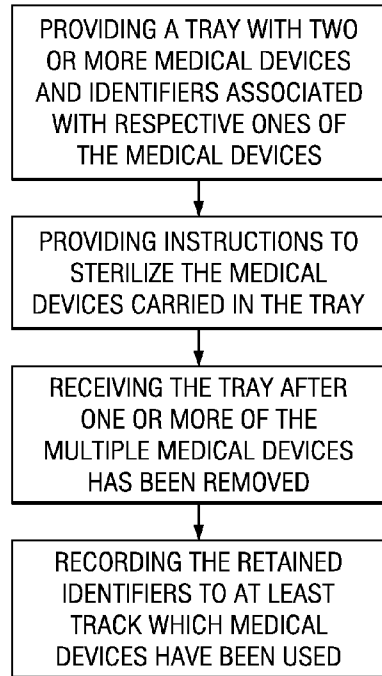 PROVIDING A TRAY WITH TWO
OR MORE MEDICAL DEVICES
AND IDENTIFIERS ASSOCIATED
WITH RESPECTIVE ONES OF
THE MEDICAL DEVICES
PROVIDING INSTRUCTIONS TO
STERILIZE THE MEDICAL
DEVICES CARRIED IN THE TRAY
RECEIVING THE TRAY AFTER
ONE OR MORE OF THE
MULTIPLE MEDICAL DEVICES
HAS BEEN REMOVED
RECORDING THE RETAINED
IDENTIFIERS TO AT LEAST
TRACK WHICH MEDICAL
DEVICES HAVE BEEN USED